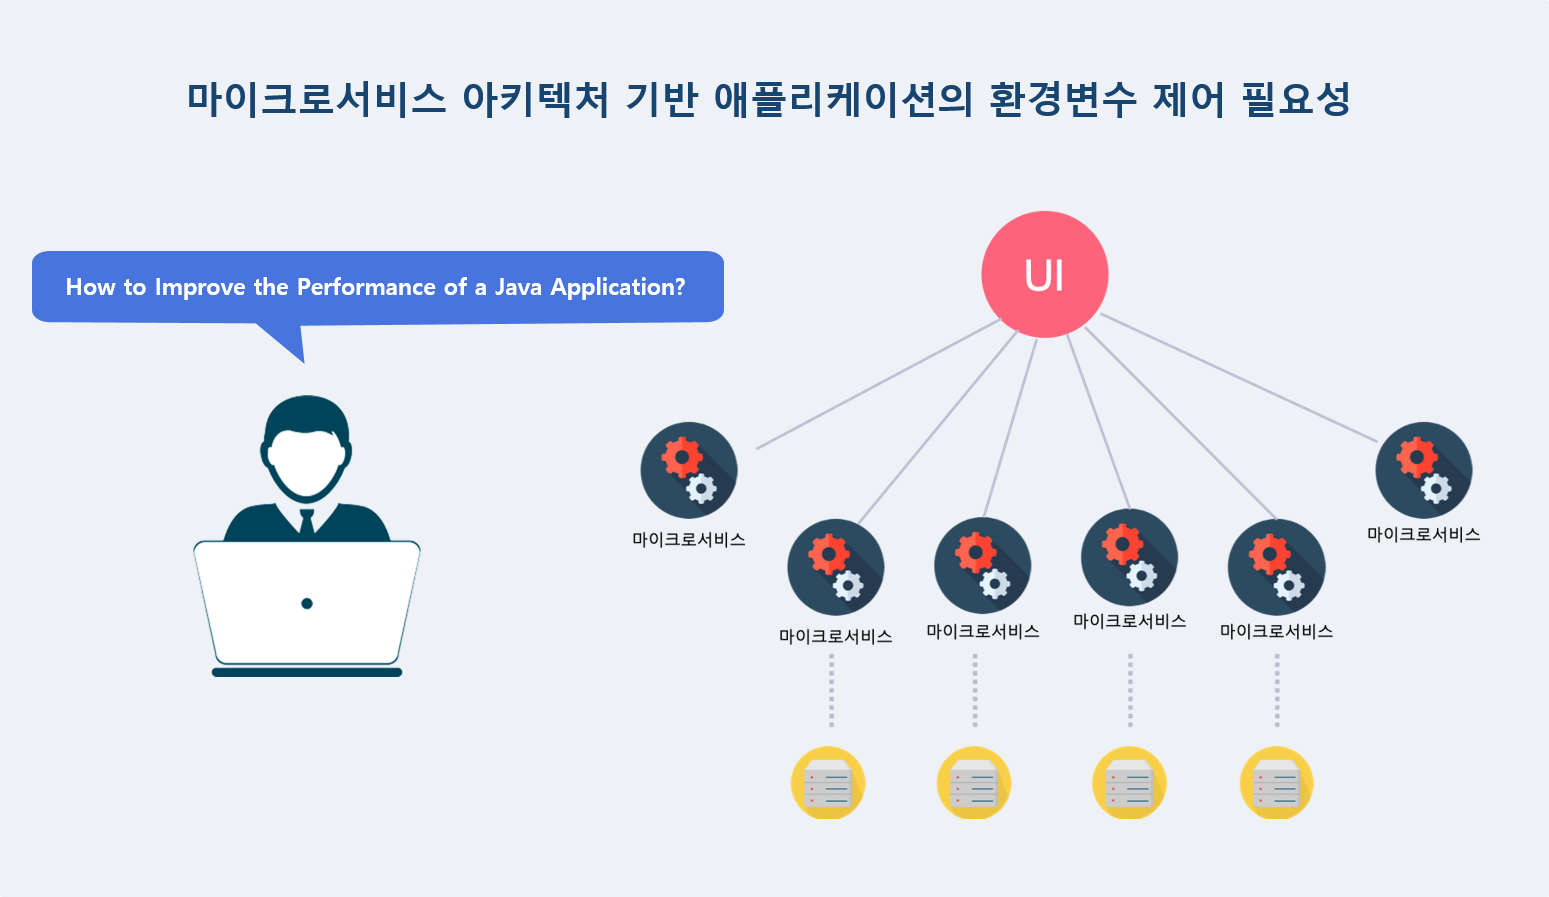 마이크로서비스 아키텍처 기반 애플리케이션의 환경변수 제어 필요성
How to Improve the Performance of a Java Application?
UI
마이크로서비스
마이크로서비스
마이크로서비스
마이크로서비스
마이크로서비스
마이크로서비스